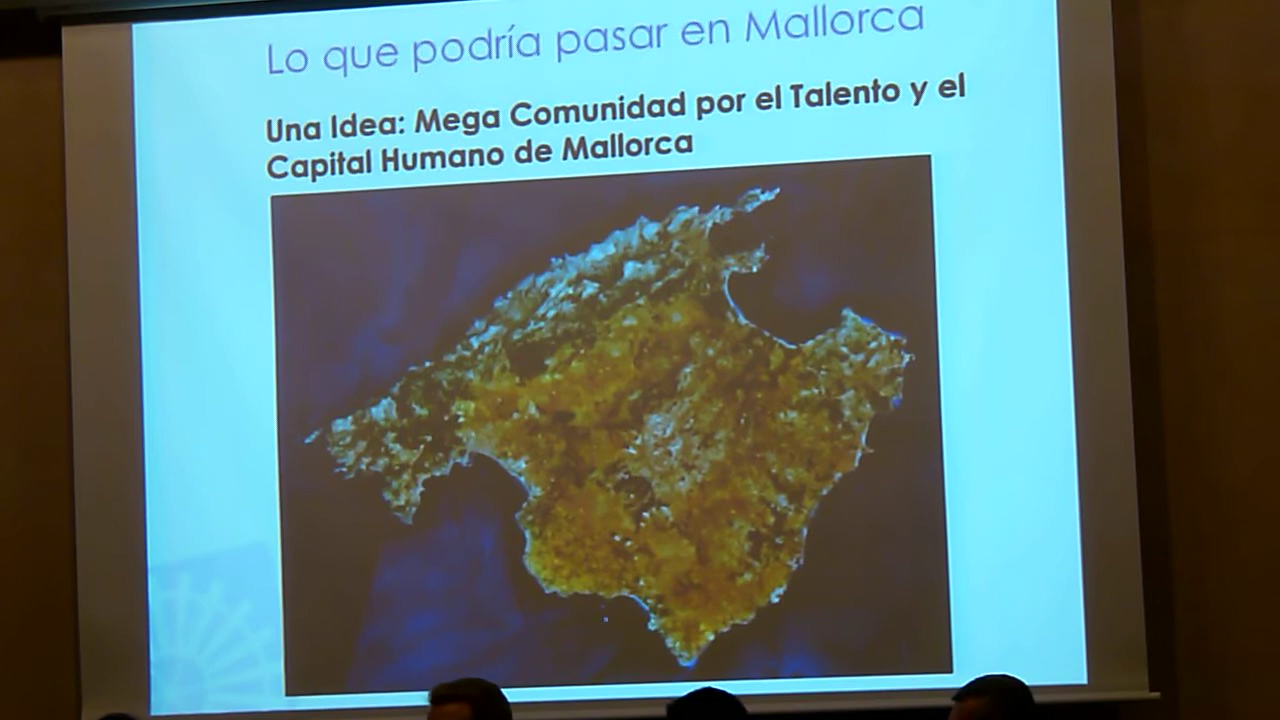 Lo que podría pasar en Mallorca
Una Idea: Mega Comunidad por el Talento y el
Capital Humano de Mallorca